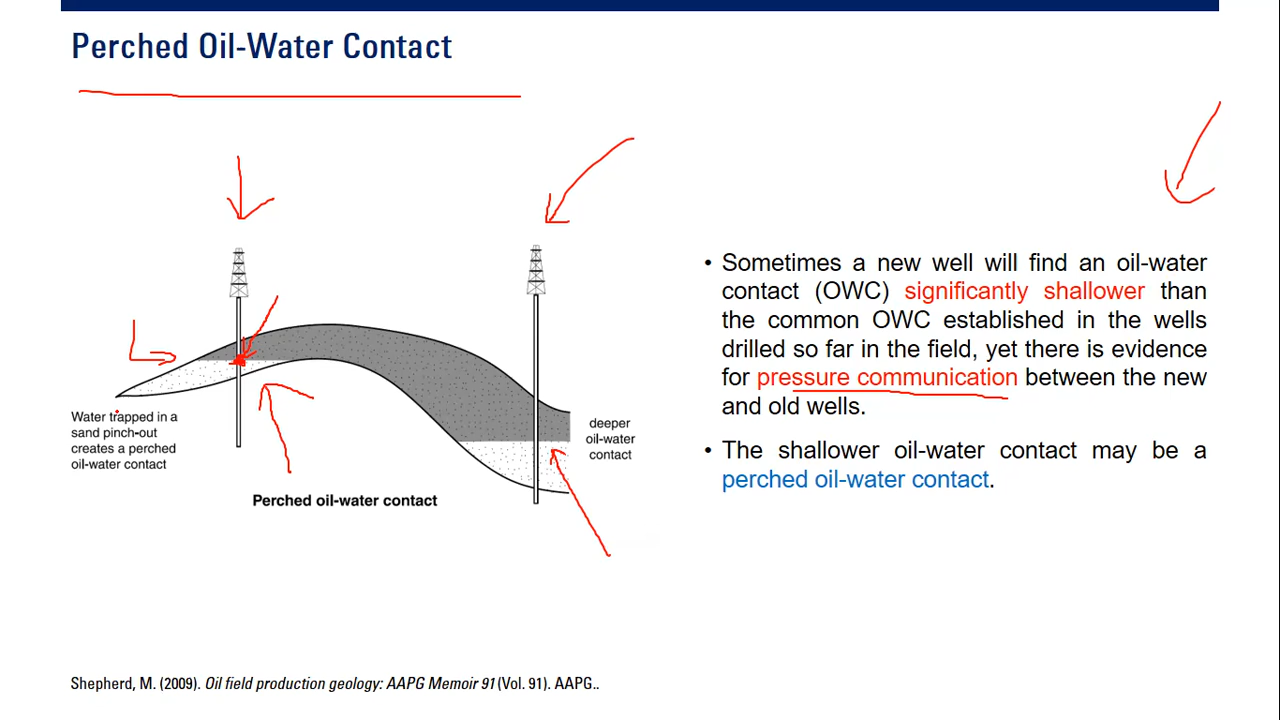 Perched Oil-Water Contact
Water trapped in a
sand pinch-out
creates a perched
oil-water contact
deeper
oil-water
contact
Perched oil-water contact
• Sometimes a new well will find an oil-water
contact (OWC) significantly shallower than
the common OWC established in the wells
drilled so far in the field, yet there is evidence
for pressure communication between the new
and old wells.
• The shallower oil-water contact may be a
perched oil-water contact.
Shepherd, M. (2009). Oil field production geology: AAPG Memoir 91 (Vol. 91). AAPG..